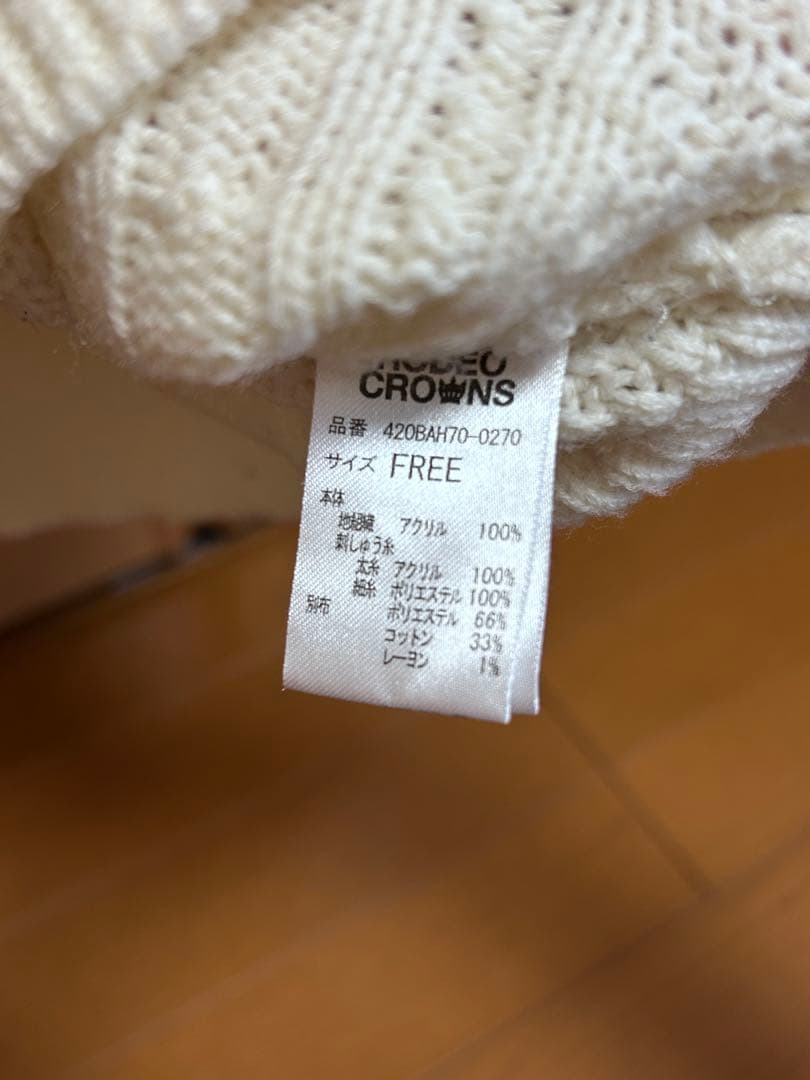 RODEO
CROWNS
品番 420BAH70-0270
サイズ FREE
本体
地組織 アクリル 100%
刺しゅう糸
太糸 アクリル 100%
細糸 ポリエステル 100%
別布 ポリエステル 66%
コットン 33%
レーヨン 1%